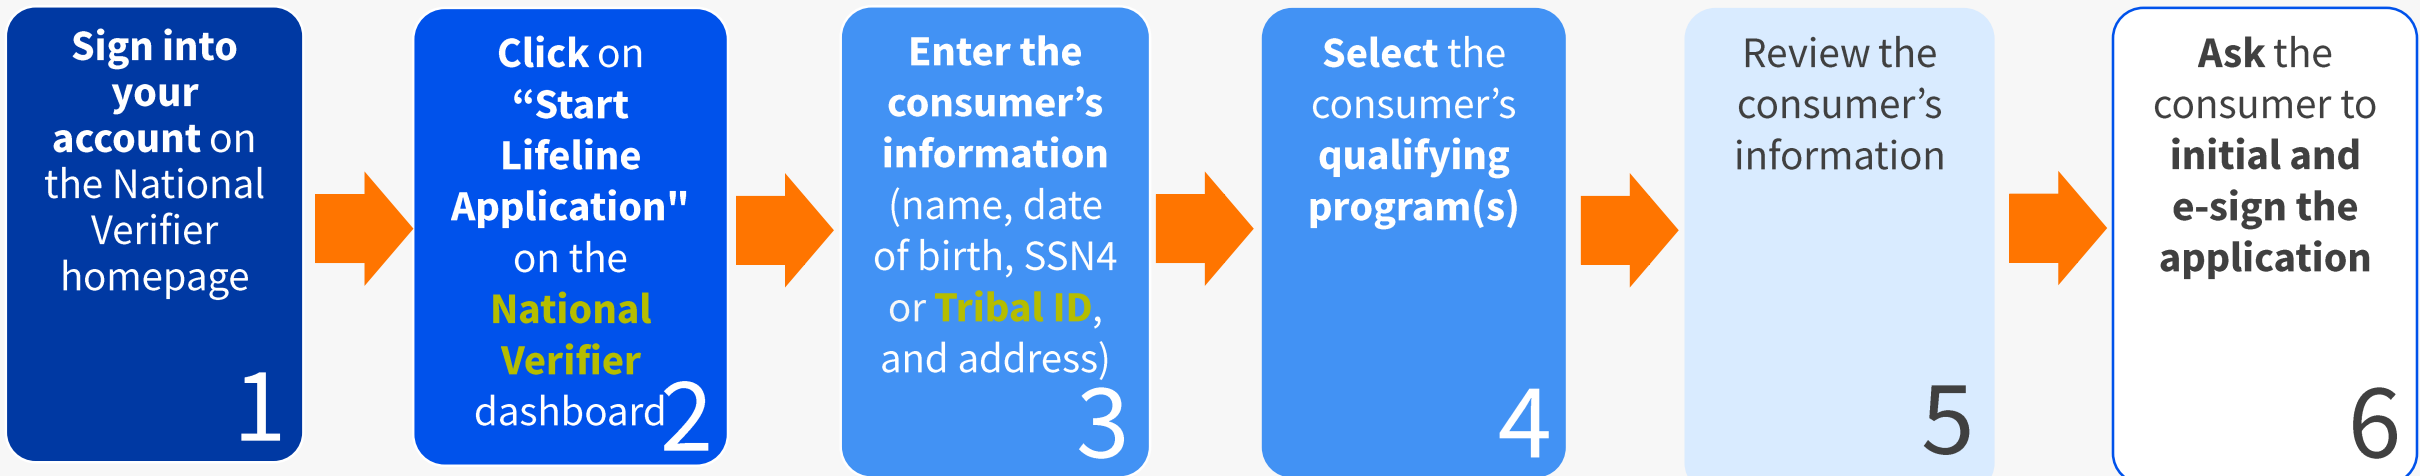 Sign into
your
account on
the National
Verifier
homepage
1
Click on
“Start
Lifeline
Application"
on the
National
Verifier
dashboard
2
Enter the
consumer’s
information
(name, date
of birth, SSN4
or Tribal ID,
and address)
3
Select the
consumer’s
qualifying
program(s)
4
Review the
consumer’s
information
5
Ask the
consumer to
initial and
e-sign the
application
6